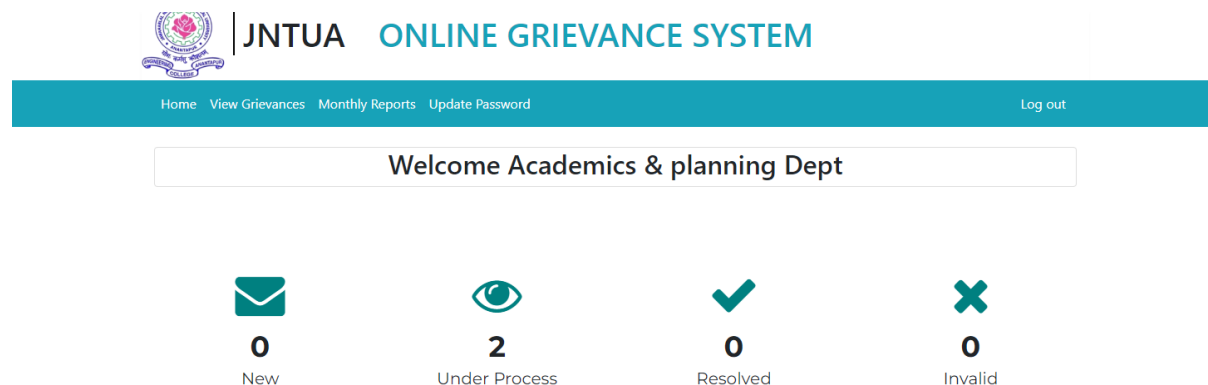 JNTUA ONLINE GRIEVANCE SYSTEM
Home View Grievances Monthly Reports Update Password Log out
Welcome Academics & planning Dept
0 2 0 0
New Under Process Resolved Invalid